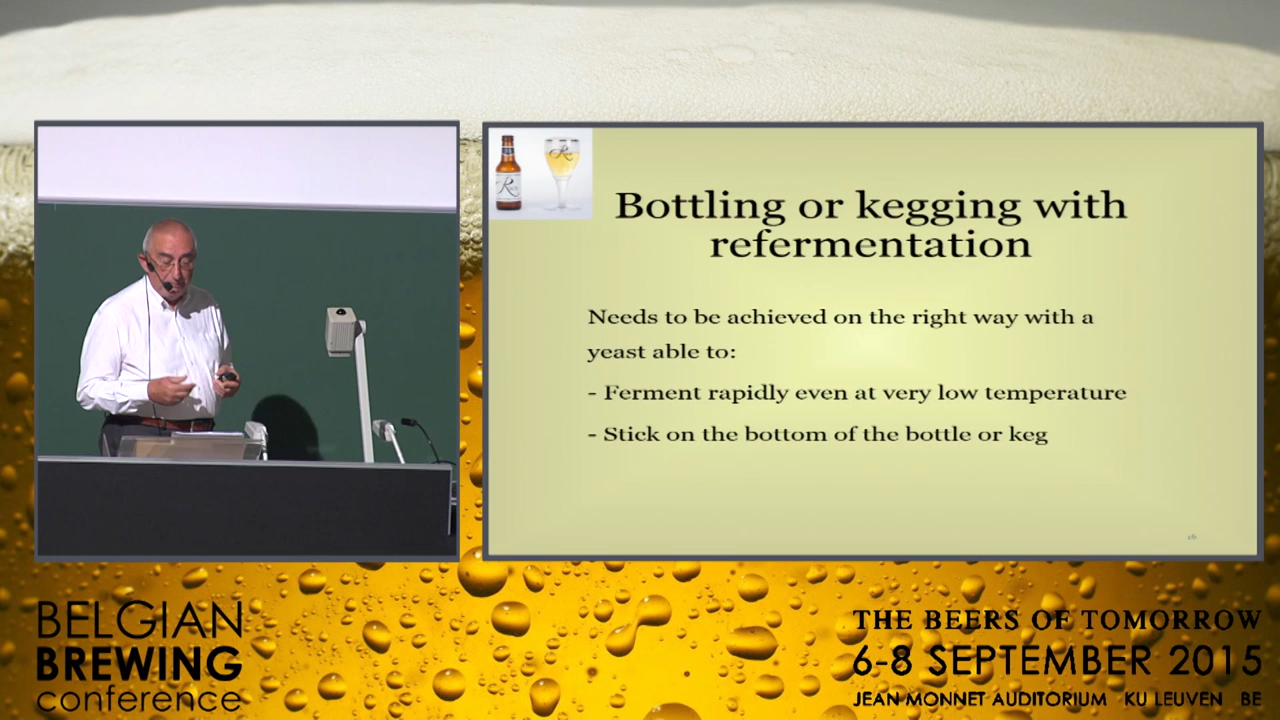 Bottling or kegging with
refermentation
Needs to be achieved on the right way with a
yeast able to:
- Ferment rapidly even at very low temperature
- Stick on the bottom of the bottle or keg
BELGIAN
BREWING
conference
THE BEERS OF TOMORROW
6-8 SEPTEMBER 2015
JEAN MONNET AUDITORIUM KU LEUVEN BE